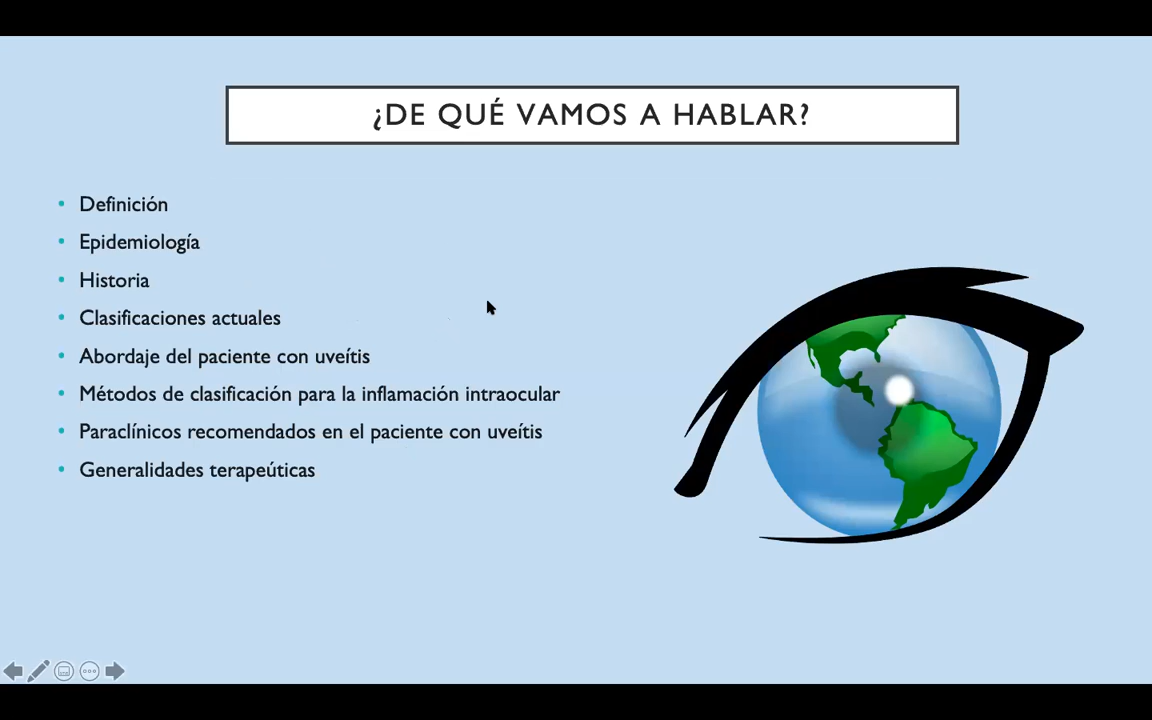 ¿DE QUÉ VAMOS A HABLAR?
• Definición
• Epidemiología
• Historia
• Clasificaciones actuales
• Abordaje del paciente con uveítis
• Métodos de clasificación para la inflamación intraocular
• Paraclínicos recomendados en el paciente con uveítis
• Generalidades terapeúticas